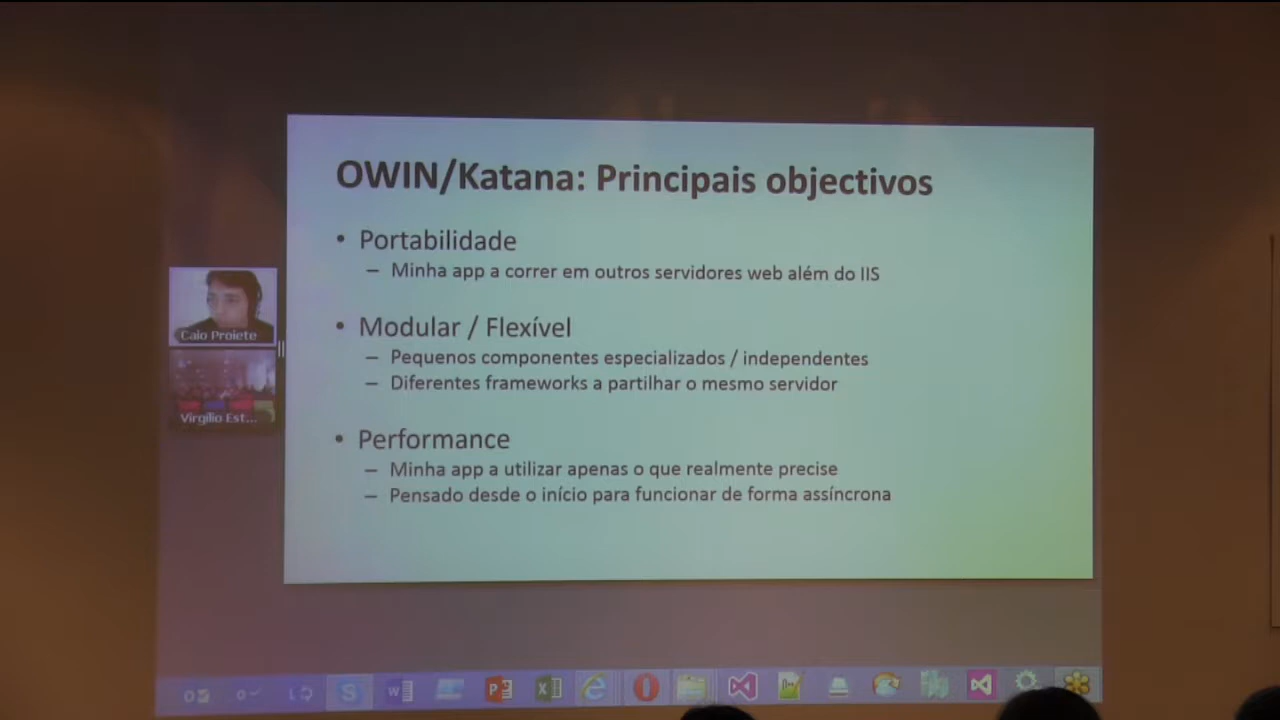 OWIN/Katana: Principais objectivos
• Portabilidade
– Minha app a correr em outros servidores web além do IIS
• Modular / Flexível
– Pequenos componentes especializados / independentes
– Diferentes frameworks a partilhar o mesmo servidor
• Performance
– Minha app a utilizar apenas o que realmente precise
– Pensado desde o início para funcionar de forma assíncrona
Caio Proiete
Virgílio Est...